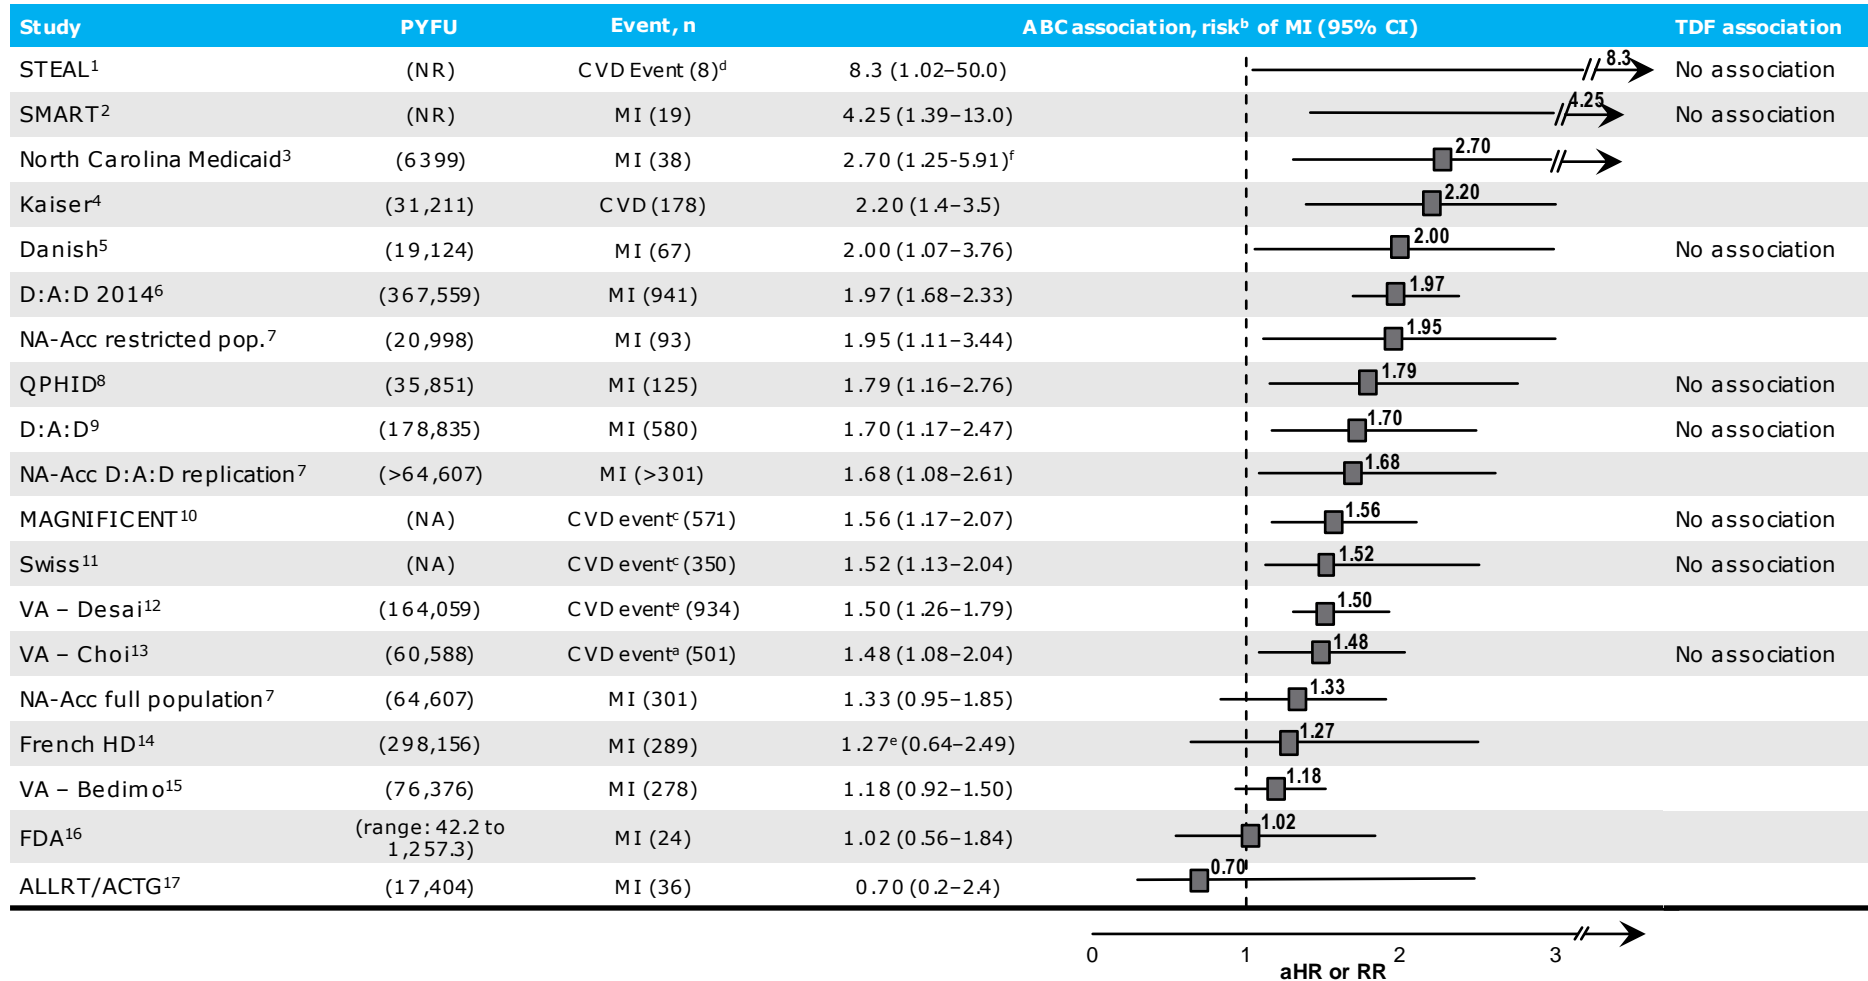 Study PYFU Event, n ABC association, riskᵇ of MI (95% CI) TDF association
STEAL¹ (NR) CVD Event (8)ᵈ 8.3 (1.02–50.0) 8.3 No association
SMART² (NR) MI (19) 4.25 (1.39–13.0) 4.25 No association
North Carolina Medicaid³ (6399) MI (38) 2.70 (1.25-5.91)ᶠ 2.70
Kaiser⁴ (31,211) CVD (178) 2.20 (1.4–3.5) 2.20
Danish⁵ (19,124) MI (67) 2.00 (1.07–3.76) 2.00 No association
D:A:D 2014⁶ (367,559) MI (941) 1.97 (1.68–2.33) 1.97
NA-Acc restricted pop.⁷ (20,998) MI (93) 1.95 (1.11–3.44) 1.95
QPHID⁸ (35,851) MI (125) 1.79 (1.16–2.76) 1.79 No association
D:A:D⁹ (178,835) MI (580) 1.70 (1.17–2.47) 1.70 No association
NA-Acc D:A:D replication⁷ (>64,607) MI (>301) 1.68 (1.08–2.61) 1.68
MAGNIFICENT¹⁰ (NA) CVD eventᶜ (571) 1.56 (1.17–2.07) 1.56 No association
Swiss¹¹ (NA) CVD eventᶜ (350) 1.52 (1.13–2.04) 1.52 No association
VA – Desai¹² (164,059) CVD eventᵉ (934) 1.50 (1.26–1.79) 1.50
VA – Choi¹³ (60,588) CVD eventᵃ (501) 1.48 (1.08–2.04) 1.48 No association
NA-Acc full population⁷ (64,607) MI (301) 1.33 (0.95–1.85) 1.33
French HD¹⁴ (298,156) MI (289) 1.27ᵉ (0.64–2.49) 1.27
VA – Bedimo¹⁵ (76,376) MI (278) 1.18 (0.92–1.50) 1.18
FDA¹⁶ (range: 42.2 to 1,257.3) MI (24) 1.02 (0.56–1.84) 1.02
ALLRT/ACTG¹⁷ (17,404) MI (36) 0.70 (0.2–2.4) 0.70
0 1 2 3
aHR or RR